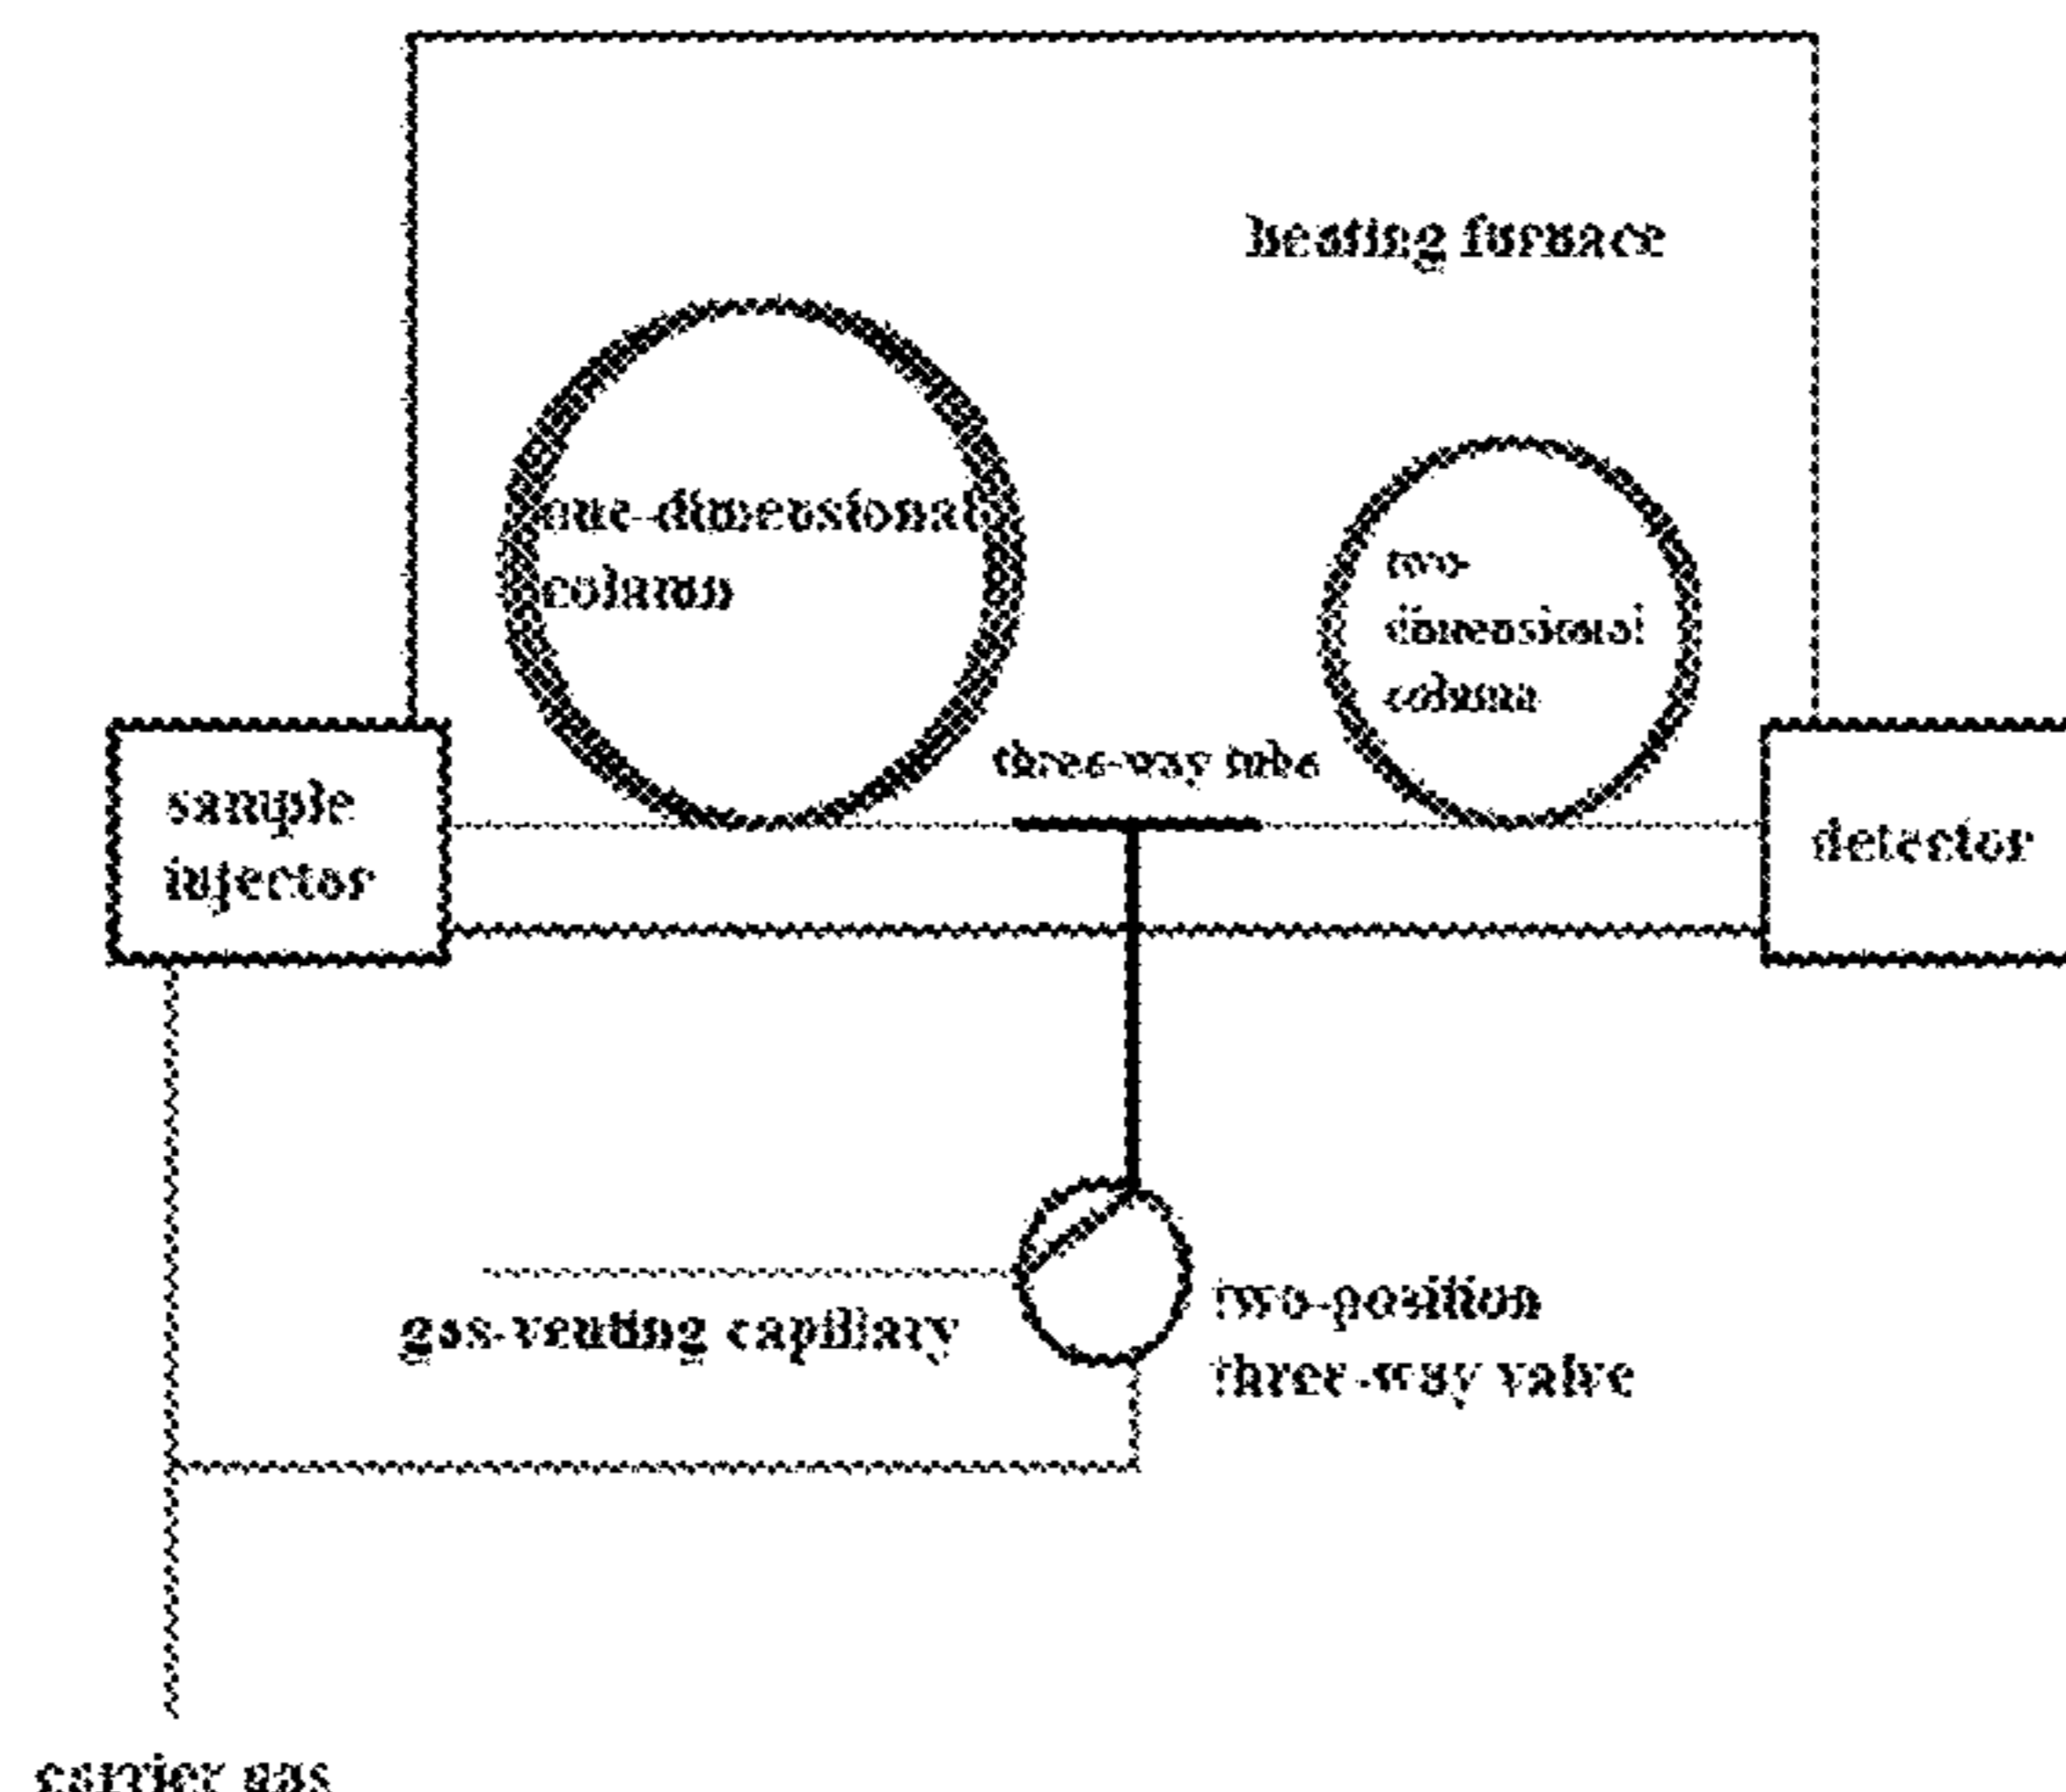 heating furnace
one-dimensional
column
two-
dimensional
column
three-way tube
sample
injector
detector
gas-venting capillary
two-position
three-way valve
carrier gas